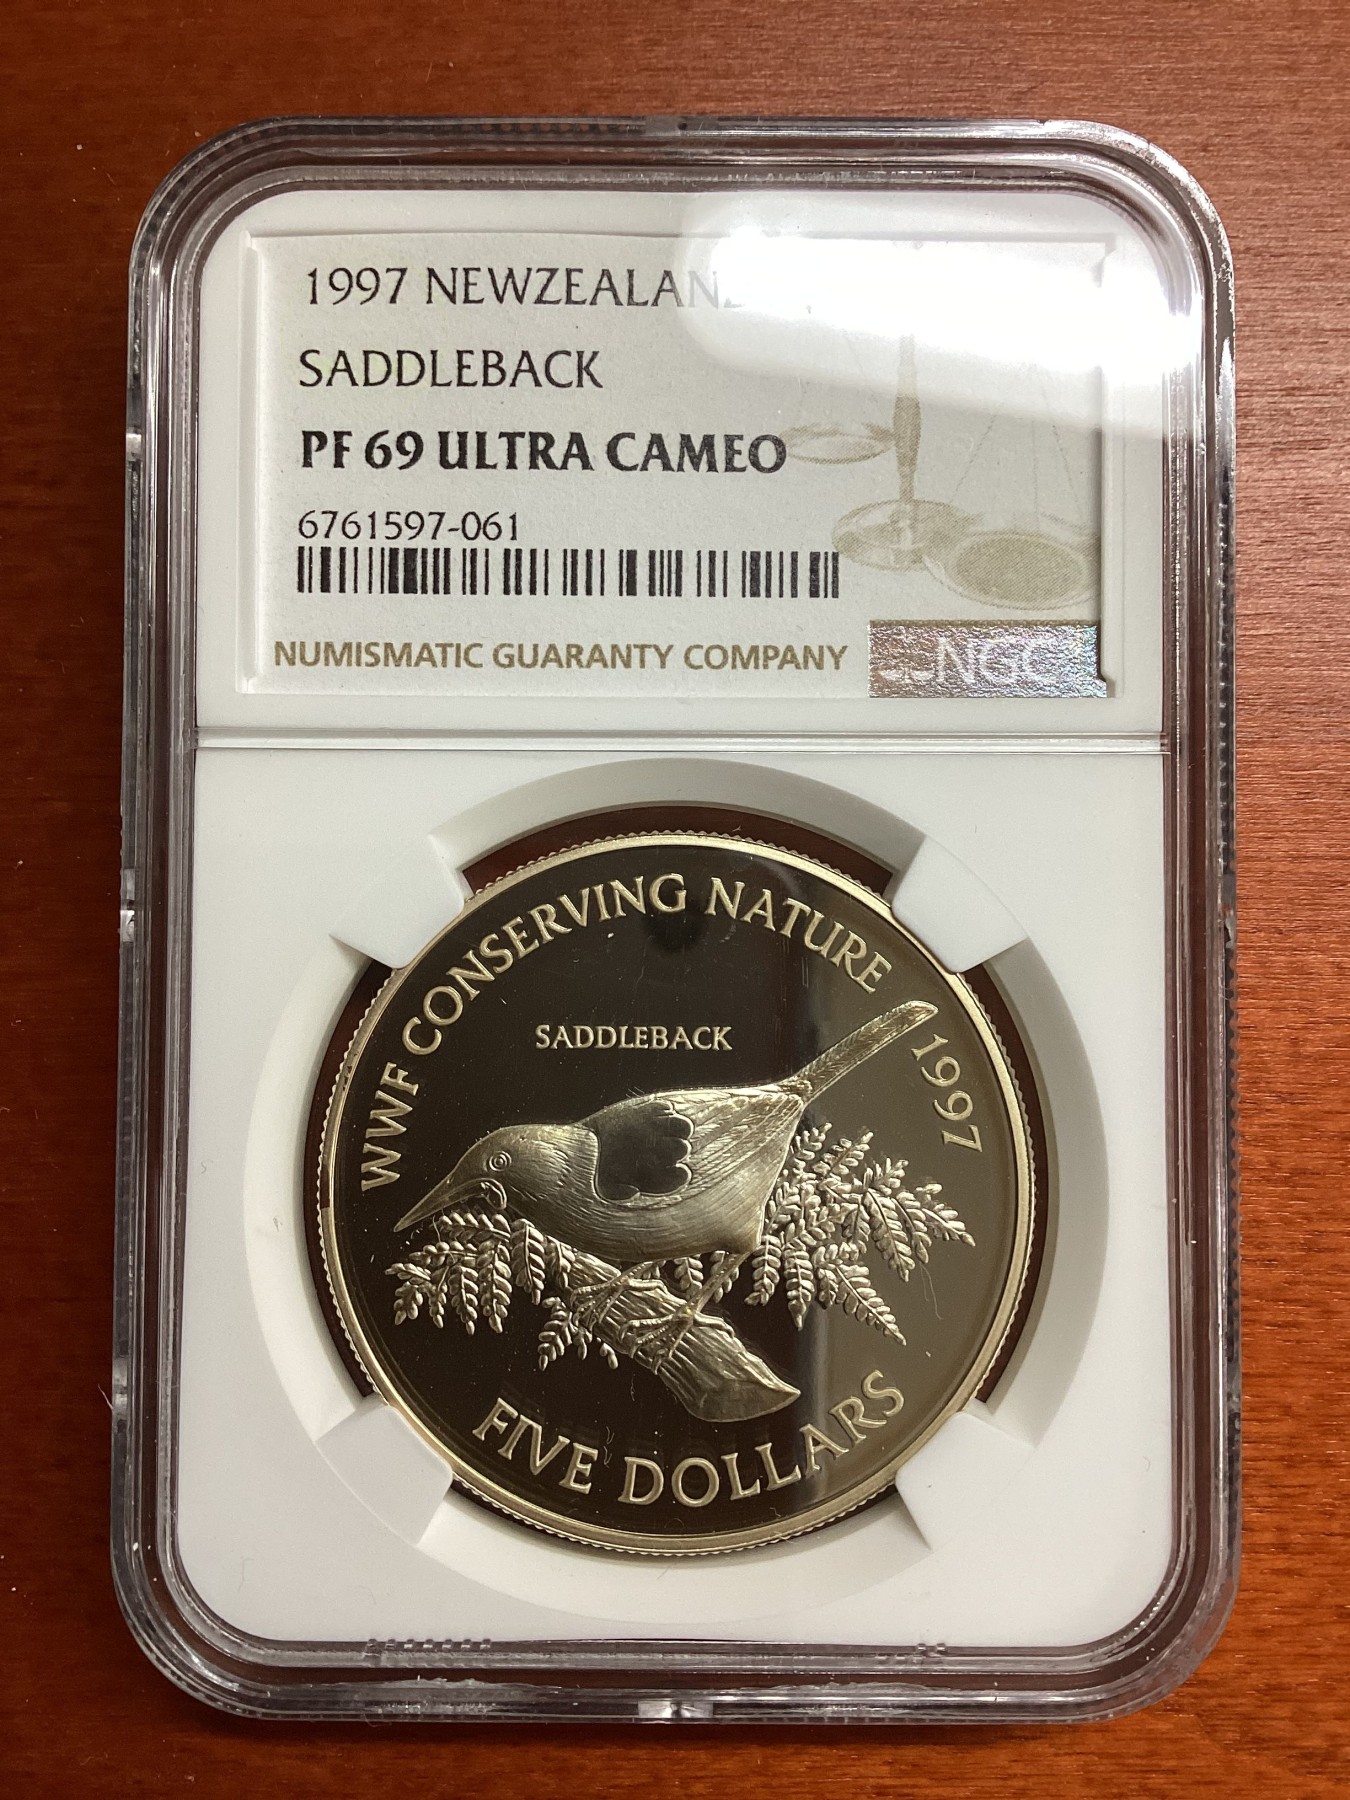 1997 NEWZEALAND
SADDLEBACK
PF 69 ULTRA CAMEO
6761597-061
NUMISMATIC GUARANTY COMPANY
NGC
WWF CONSERVING NATURE 1997
SADDLEBACK
FIVE DOLLARS